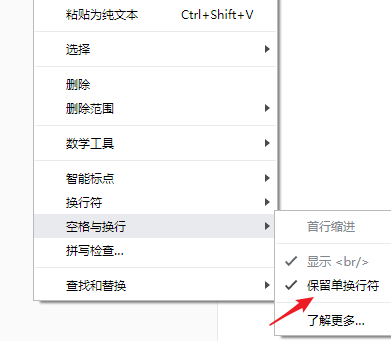 粘贴为纯文本 Ctrl+Shift+V
选择
删除
删除范围
数学工具
智能标点
换行符
空格与换行
拼写检查...
查找和替换
首行缩进
显示 <br/>
保留单换行符
了解更多...